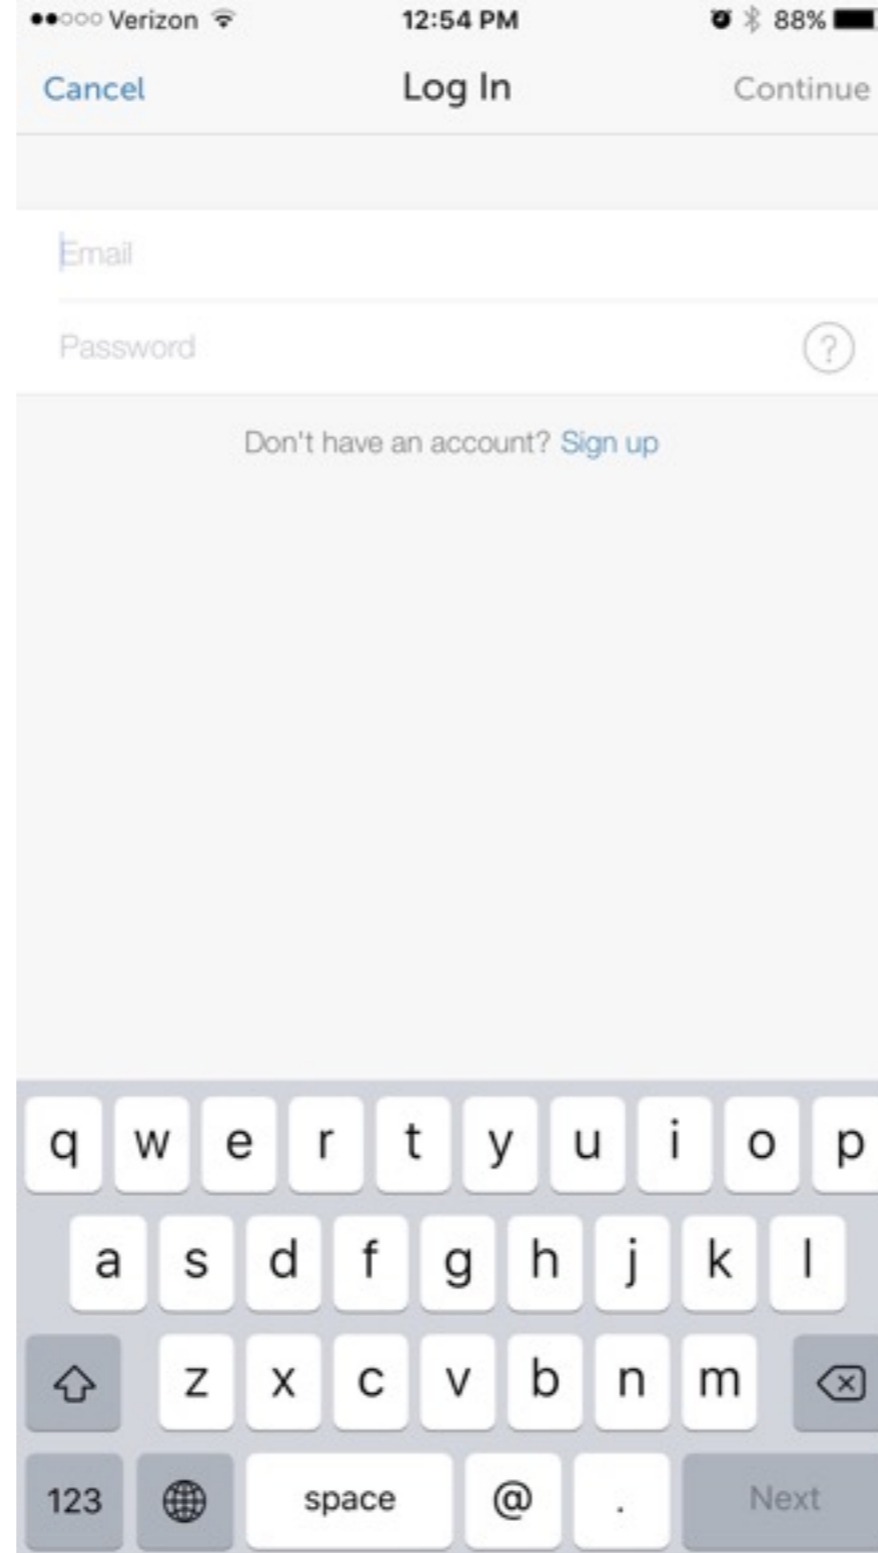 Verizon 12:54 PM 88%
Cancel Log In Continue
Email
Password ?
Don't have an account? Sign up
q w e r t y u i o p
a s d f g h j k l
z x c v b n m
123 space @ . Next